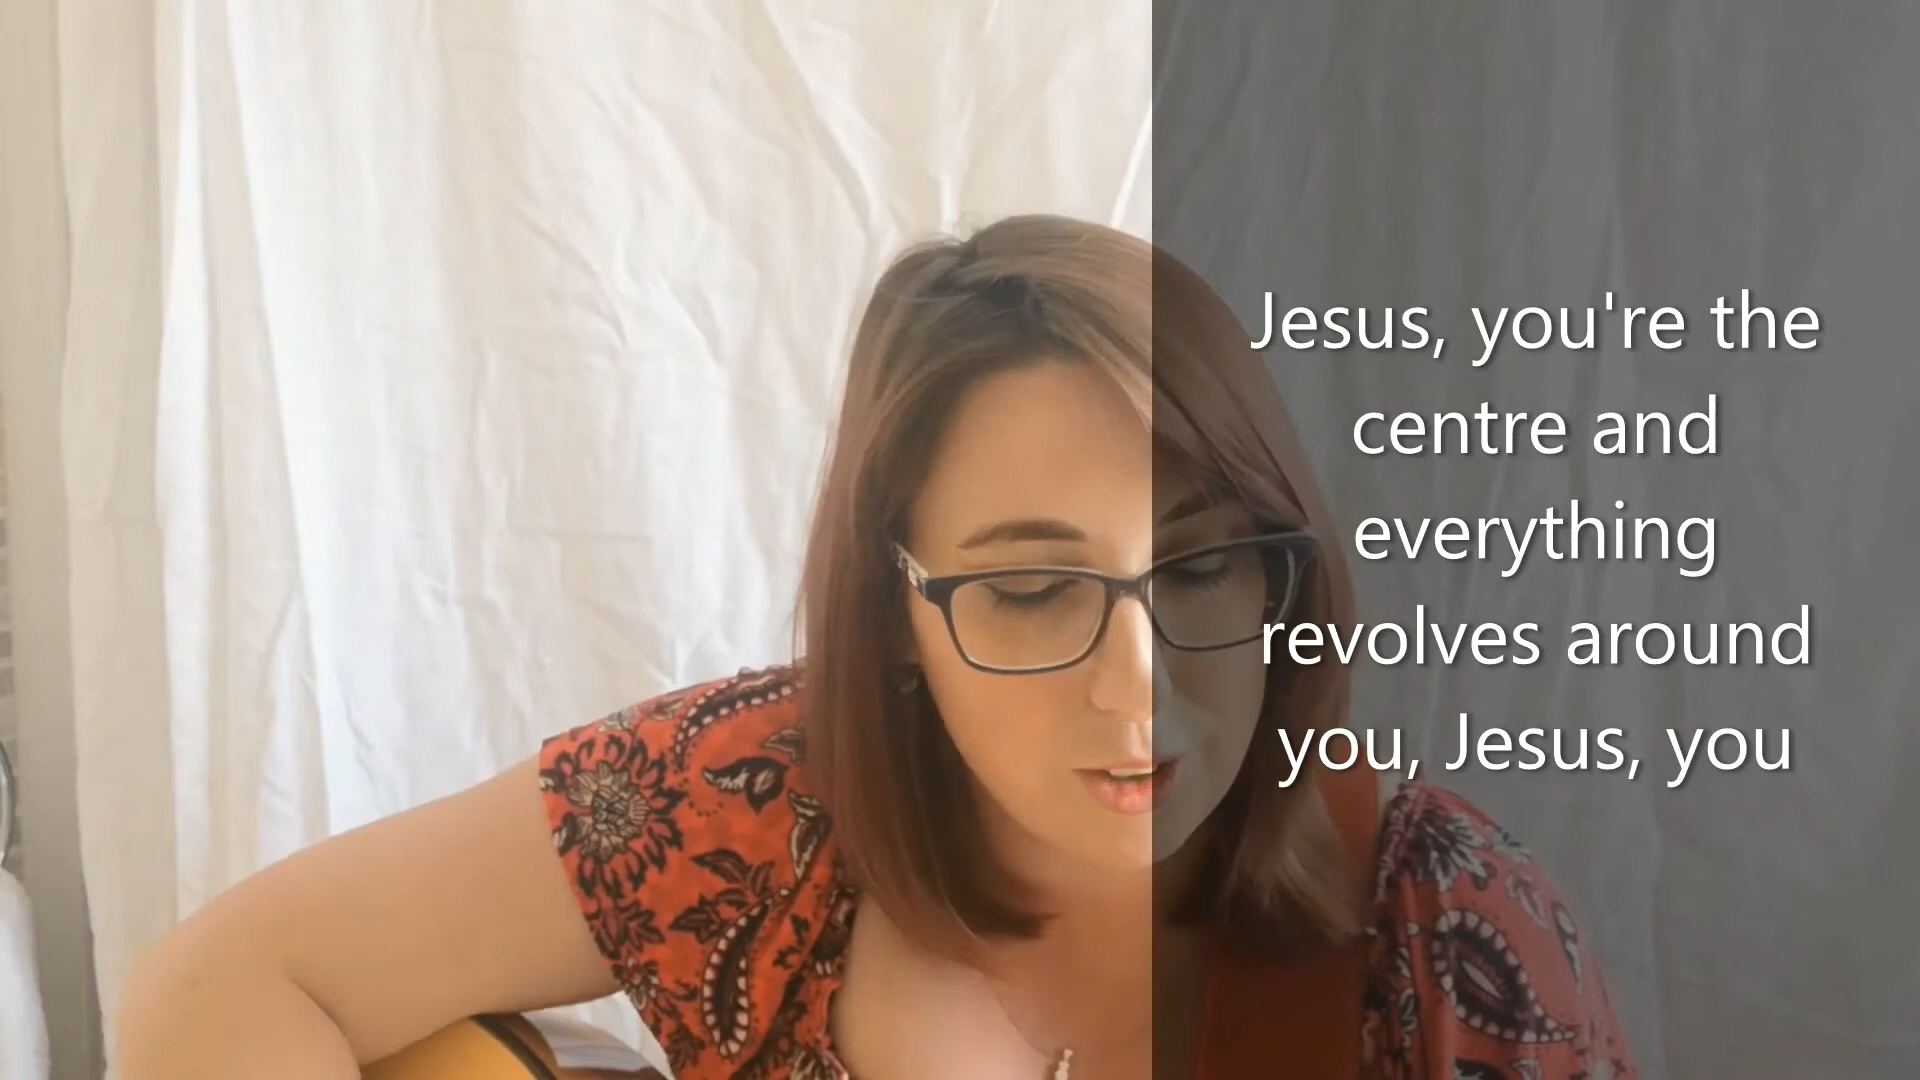 Jesus, you're the
centre and
everything
revolves around
you, Jesus, you